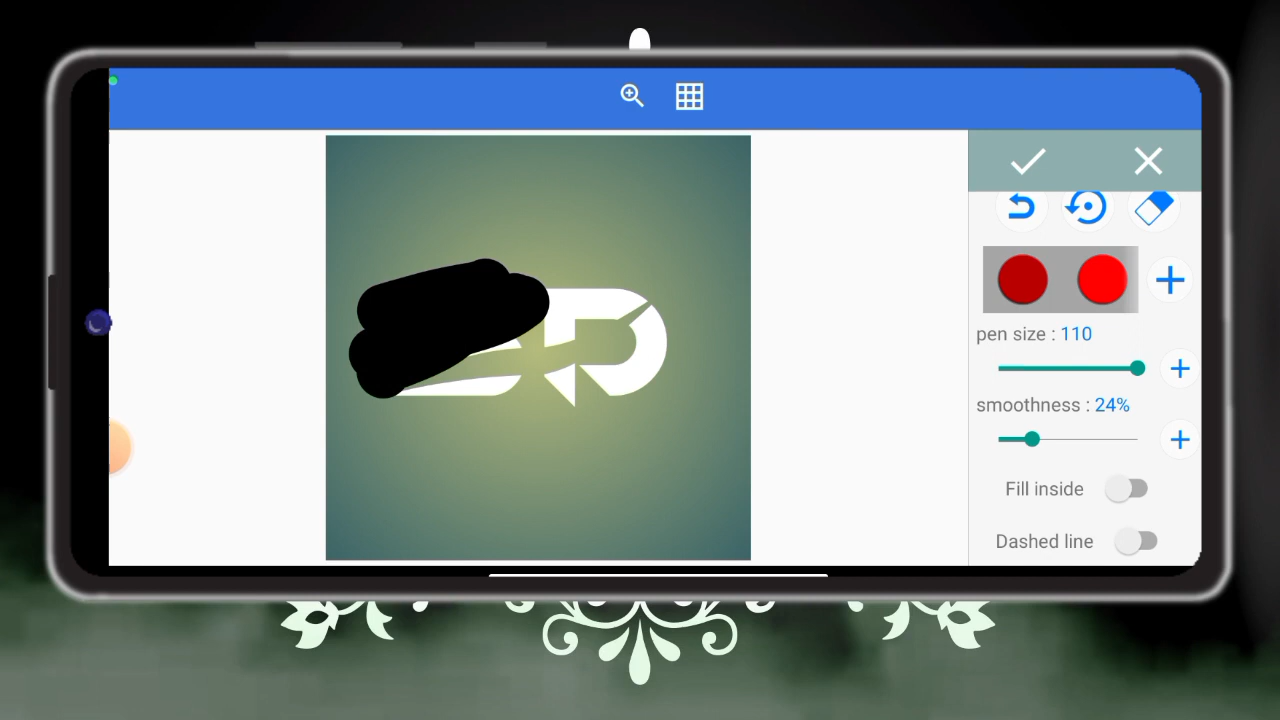 pen size : 110
smoothness : 24%
Fill inside
Dashed line